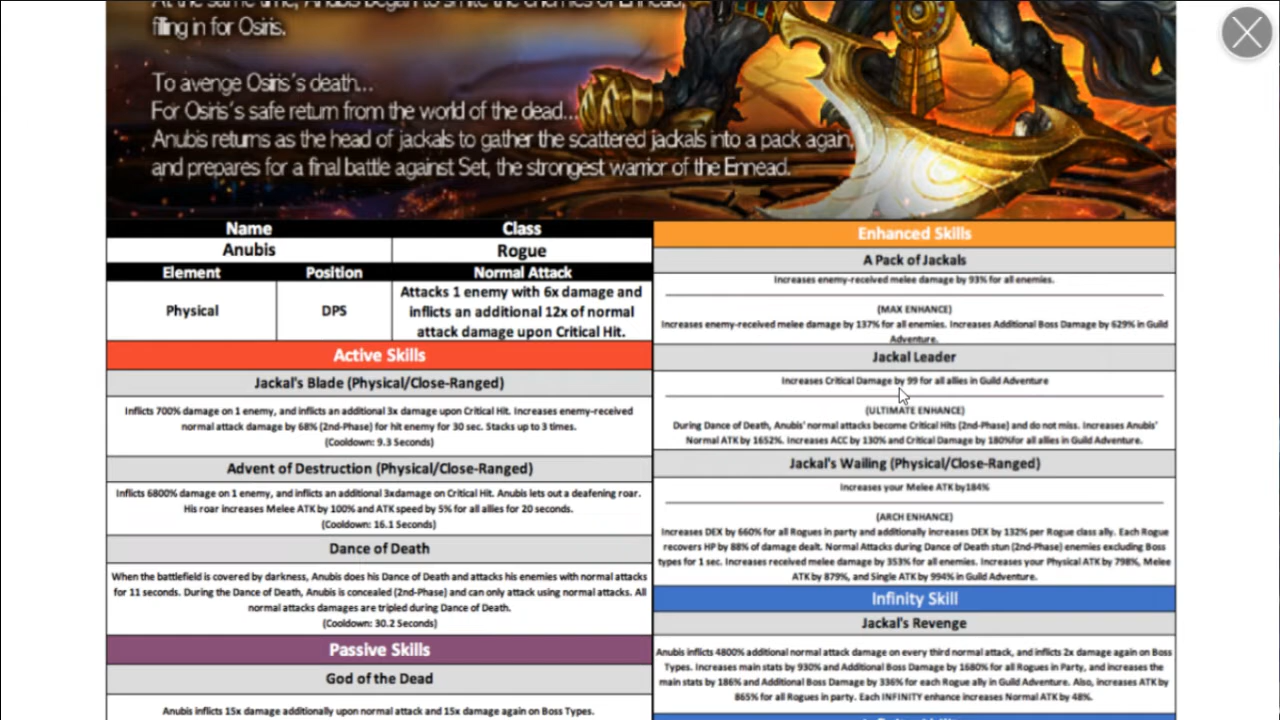 At the same time, Anubis began to smite the enemies of Ennead,
filling in for Osiris.
To avenge Osiris's death...
For Osiris's safe return from the world of the dead...
Anubis returns as the head of jackals to gather the scattered jackals into a pack again,
and prepares for a final battle against Set, the strongest warrior of the Ennead.
Name Class
Anubis Rogue
Element Position Normal Attack
Physical DPS
Attacks 1 enemy with 6x damage and
inflicts an additional 12x of normal
attack damage upon Critical Hit.
Active Skills
Jackal's Blade (Physical/Close-Ranged)
Inflicts 700% damage on 1 enemy, and inflicts an additional 3x damage upon Critical Hit. Increases enemy-received
normal attack damage by 68% (2nd-Phase) for hit enemy for 30 sec. Stacks up to 3 times.
(Cooldown: 9.3 Seconds)
Advent of Destruction (Physical/Close-Ranged)
Inflicts 6800% damage on 1 enemy, and inflicts an additional 3xdamage on Critical Hit. Anubis lets out a deafening roar.
His roar increases Melee ATK by 100% and ATK speed by 5% for all allies for 20 seconds.
(Cooldown: 16.1 Seconds)
Dance of Death
When the battlefield is covered by darkness, Anubis does his Dance of Death and attacks his enemies with normal attacks
for 11 seconds. During the Dance of Death, Anubis is concealed (2nd-Phase) and can only attack using normal attacks. All
normal attacks damages are tripled during Dance of Death.
(Cooldown: 30.2 Seconds)
Passive Skills
God of the Dead
Anubis inflicts 15x damage additionally upon normal attack and 15x damage again on Boss Types.
Enhanced Skills
A Pack of Jackals
Increases enemy-received melee damage by 93% for all enemies.
(MAX ENHANCE)
Increases enemy-received melee damage by 137% for all enemies. Increases Additional Boss Damage by 629% in Guild
Adventure.
Jackal Leader
Increases Critical Damage by 99 for all allies in Guild Adventure
(ULTIMATE ENHANCE)
During Dance of Death, Anubis' normal attacks become Critical Hits (2nd-Phase) and do not miss. Increases Anubis'
Normal ATK by 1652%. Increases ACC by 130% and Critical Damage by 180%for all allies in Guild Adventure.
Jackal's Wailing (Physical/Close-Ranged)
Increases your Melee ATK by184%
(ARCH ENHANCE)
Increases DEX by 660% for all Rogues in party and additionally increases DEX by 132% per Rogue class ally. Each Rogue
recovers HP by 88% of damage dealt. Normal Attacks during Dance of Death stun (2nd-Phase) enemies excluding Boss
types for 1 sec. Increases received melee damage by 353% for all enemies. Increases your Physical ATK by 798%, Melee
ATK by 879%, and Single ATK by 994% in Guild Adventure.
Infinity Skill
Jackal's Revenge
Anubis inflicts 4800% additional normal attack damage on every third normal attack, and inflicts 2x damage again on Boss
Types. Increases main stats by 930% and Additional Boss Damage by 1680% for all Rogues in Party, and increases the
main stats by 186% and Additional Boss Damage by 336% for each Rogue ally in Guild Adventure. Also, increases ATK by
865% for all Rogues in party. Each INFINITY enhance increases Normal ATK by 48%.